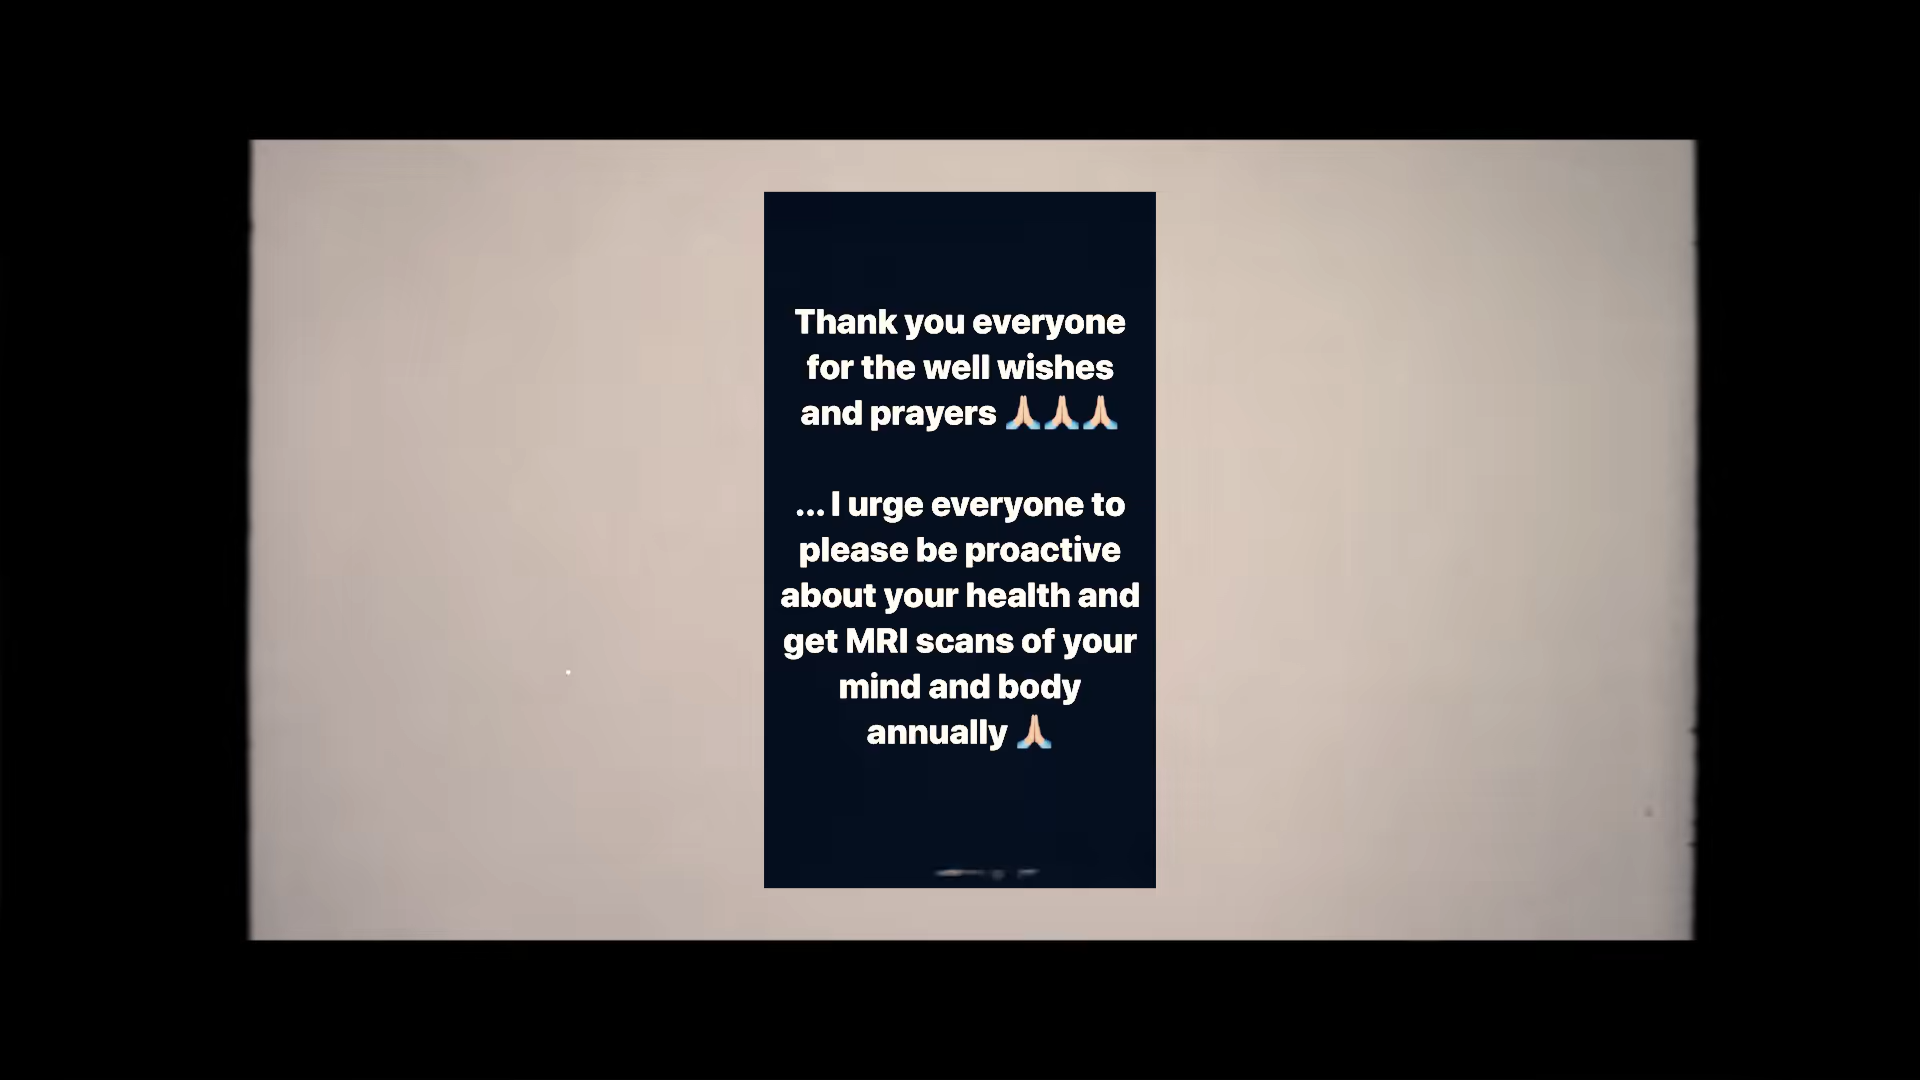 Thank you everyone
for the well wishes
and prayers 🙏🏻🙏🏻🙏🏻
... I urge everyone to
please be proactive
about your health and
get MRI scans of your
mind and body
annually 🙏🏻